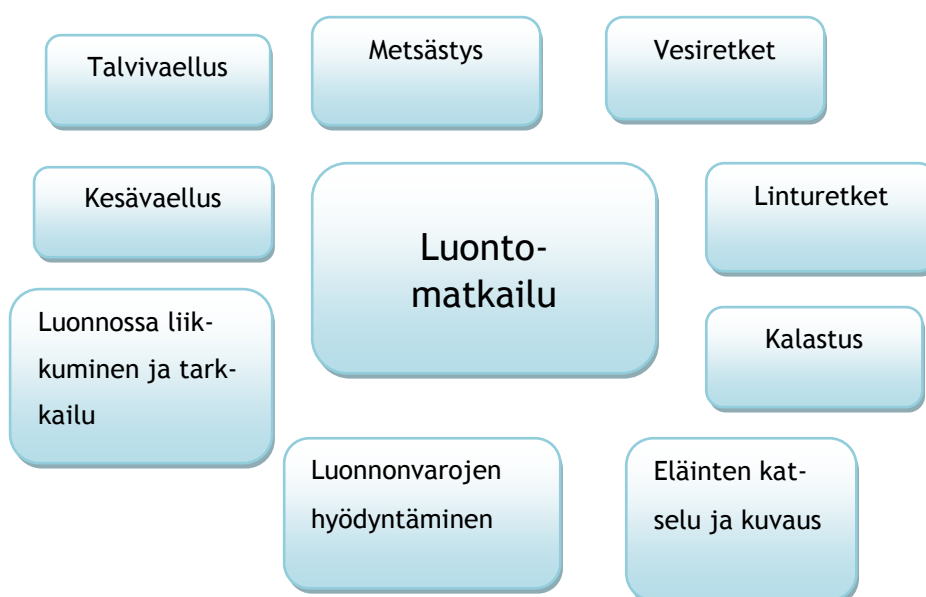 Talvivaellus
Metsästys
Vesiretket
Kesävaellus
Luonto-
matkailu
Linturetket
Luonnossa liik-
kuminen ja tark-
kailu
Kalastus
Luonnonvarojen
hyödyntäminen
Eläinten kat-
selu ja kuvaus